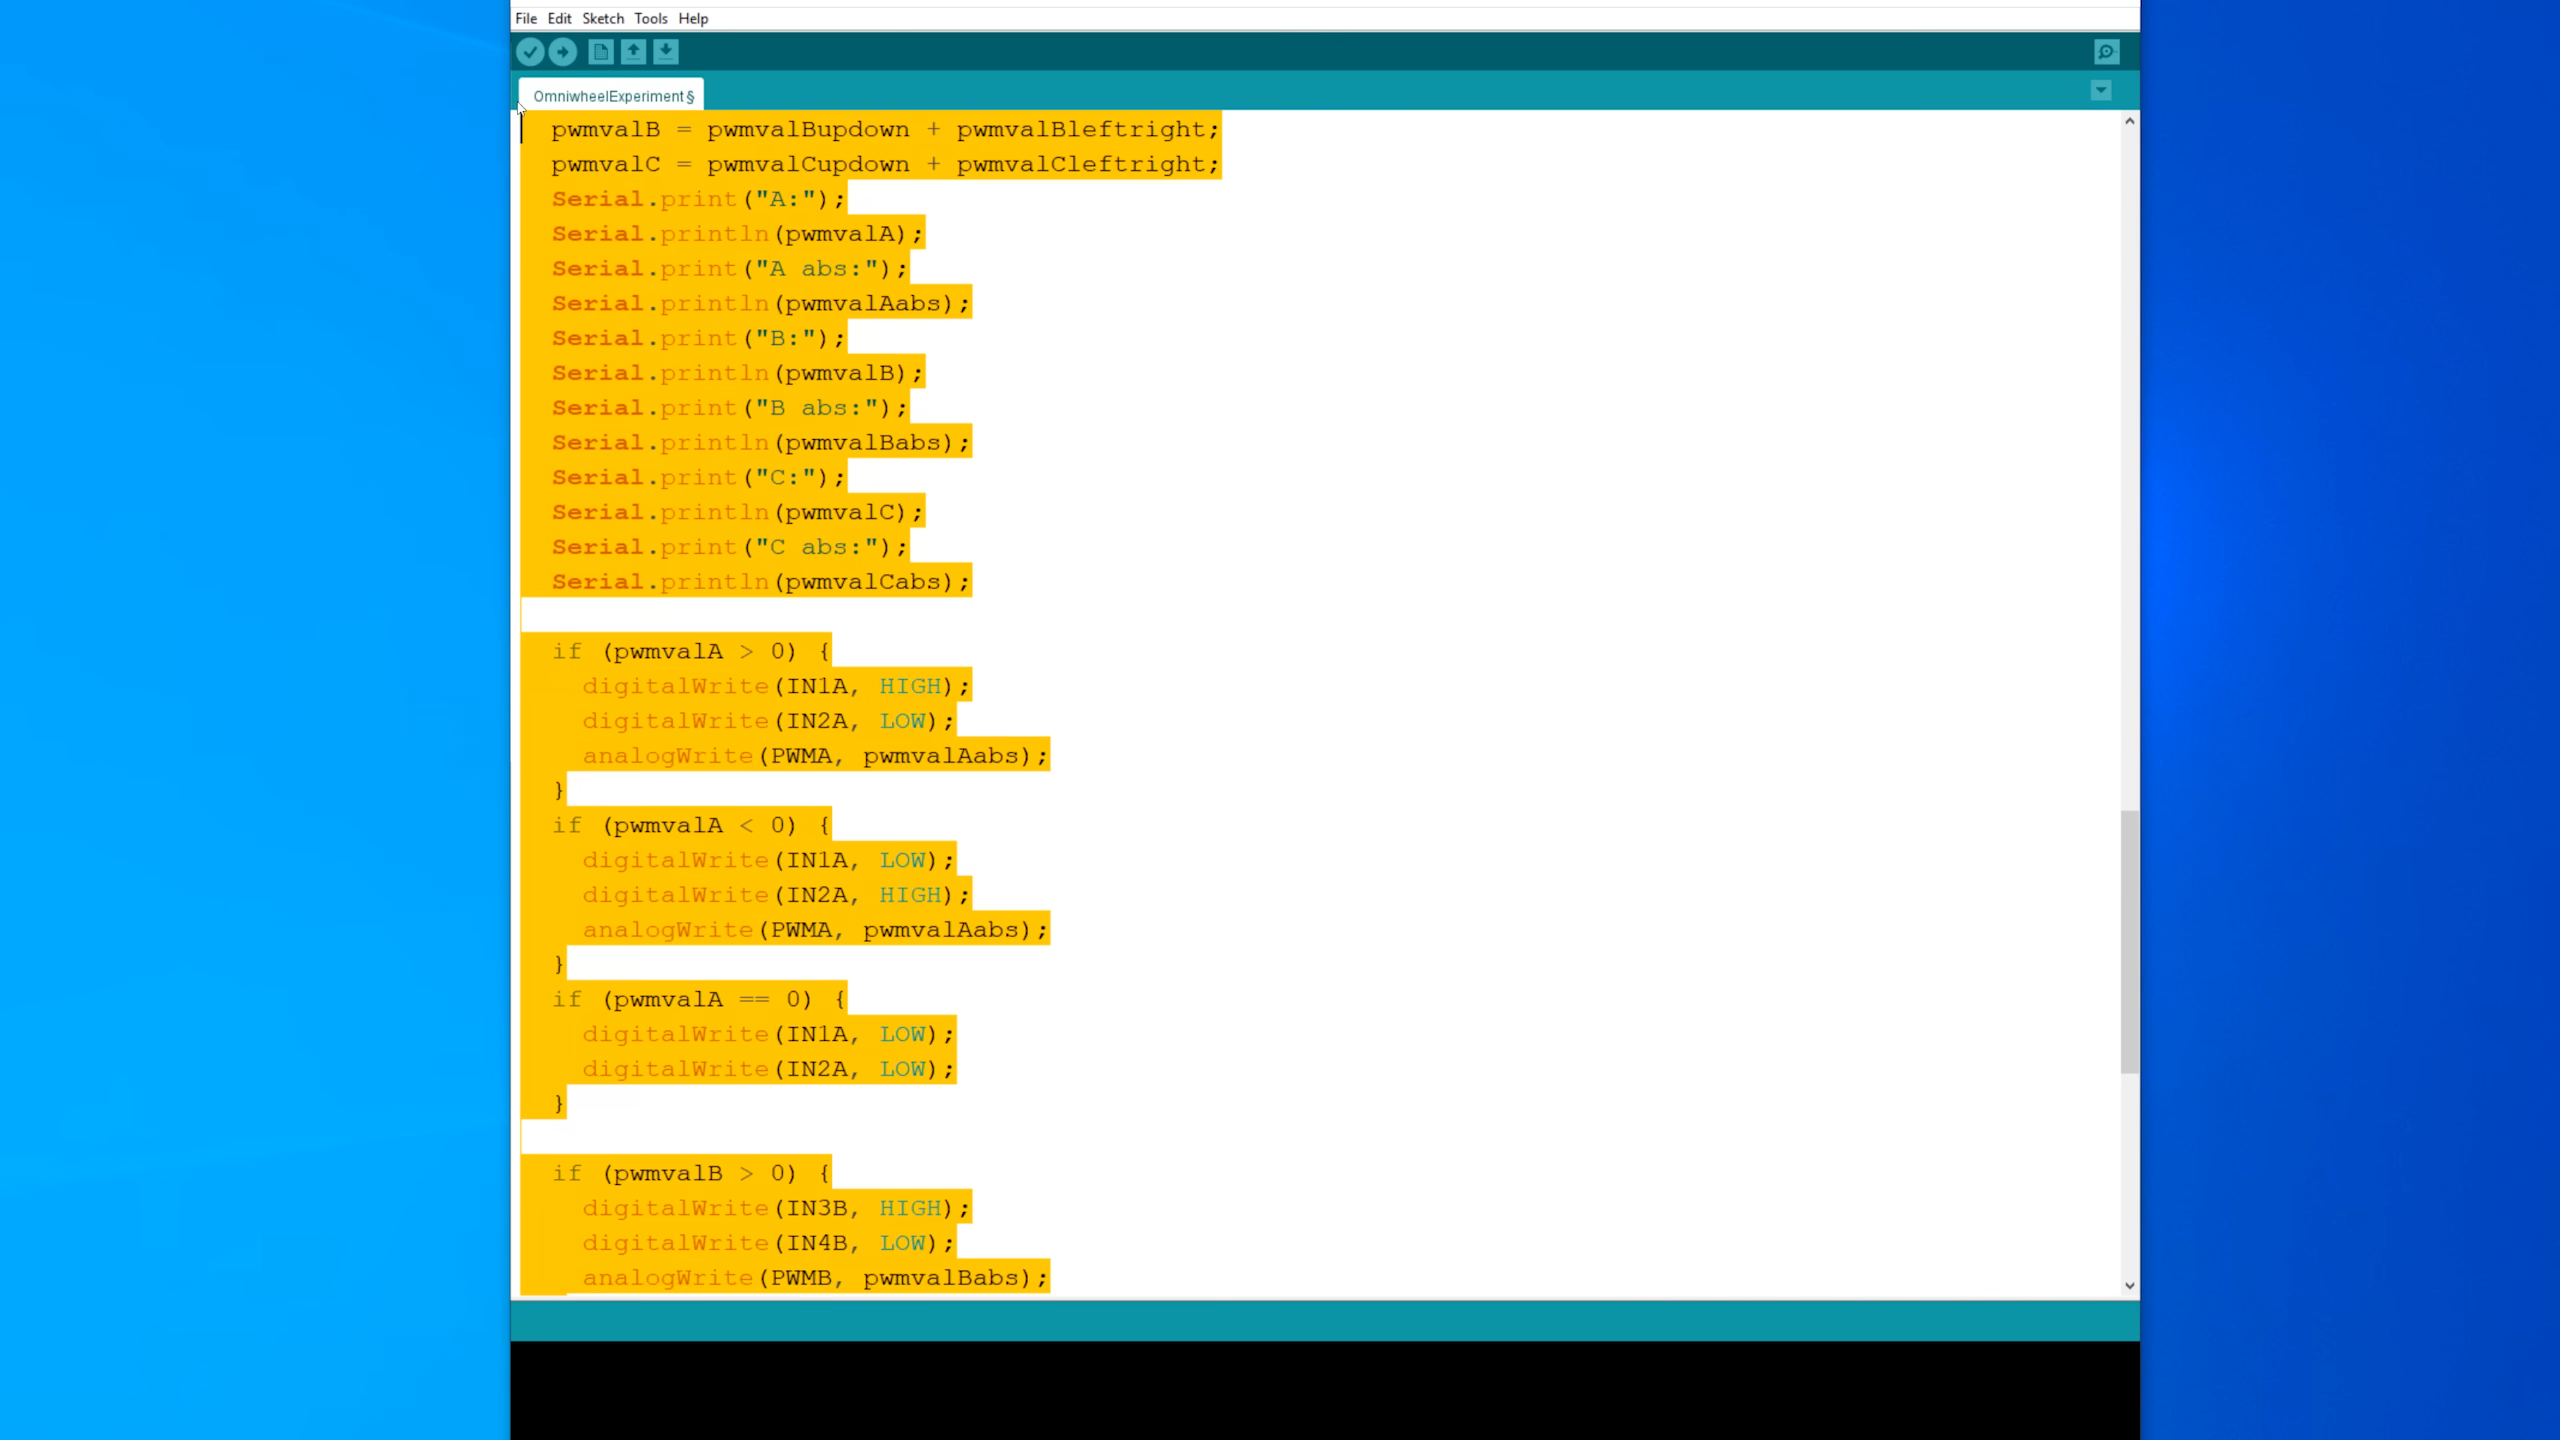 File Edit Sketch Tools Help
OmniwheelExperiment §
pwmvalB = pwmvalBupdown + pwmvalBleftright;
pwmvalC = pwmvalCupdown + pwmvalCleftright;
Serial.print("A:");
Serial.println(pwmvalA);
Serial.print("A abs:");
Serial.println(pwmvalAabs);
Serial.print("B:");
Serial.println(pwmvalB);
Serial.print("B abs:");
Serial.println(pwmvalBabs);
Serial.print("C:");
Serial.println(pwmvalC);
Serial.print("C abs:");
Serial.println(pwmvalCabs);
if (pwmvalA > 0) {
digitalWrite(IN1A, HIGH);
digitalWrite(IN2A, LOW);
analogWrite(PWMA, pwmvalAabs);
}
if (pwmvalA < 0) {
digitalWrite(IN1A, LOW);
digitalWrite(IN2A, HIGH);
analogWrite(PWMA, pwmvalAabs);
}
if (pwmvalA == 0) {
digitalWrite(IN1A, LOW);
digitalWrite(IN2A, LOW);
}
if (pwmvalB > 0) {
digitalWrite(IN3B, HIGH);
digitalWrite(IN4B, LOW);
analogWrite(PWMB, pwmvalBabs);